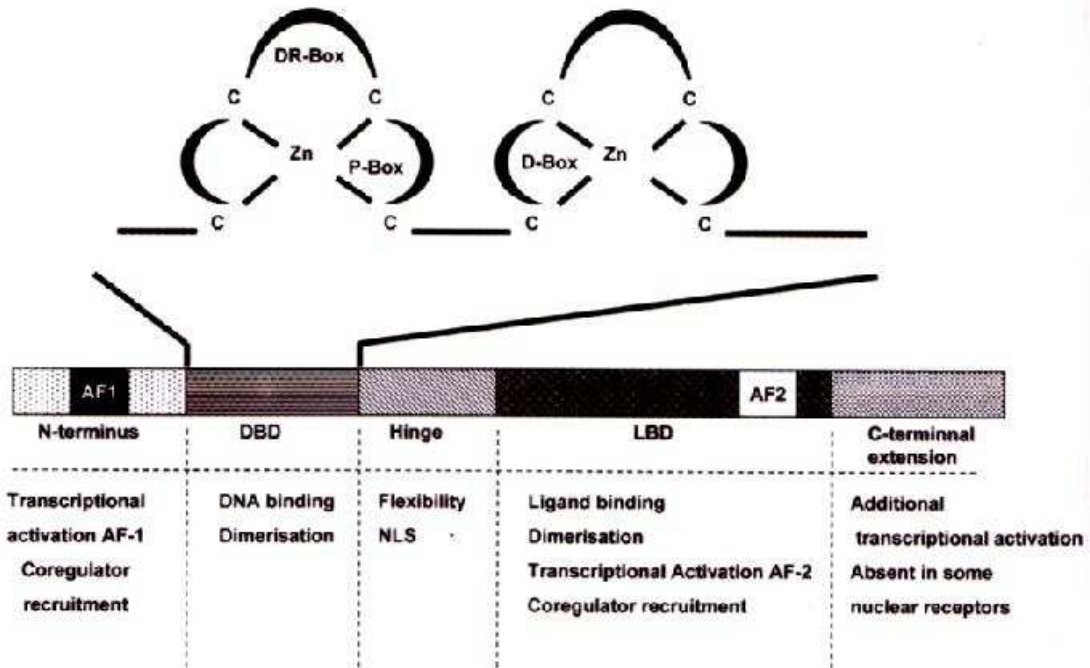 DR-Box
C C C C
Zn P-Box D-Box Zn
C C C C
AF1 AF2
N-terminus DBD Hinge LBD C-terminnal
extension
Transcriptional DNA binding Flexibility Ligand binding Additional
activation AF-1 Dimerisation NLS Dimerisation transcriptional activation
Coregulator Transcriptional Activation AF-2 Absent in some
recruitment Coregulator recruitment nuclear receptors